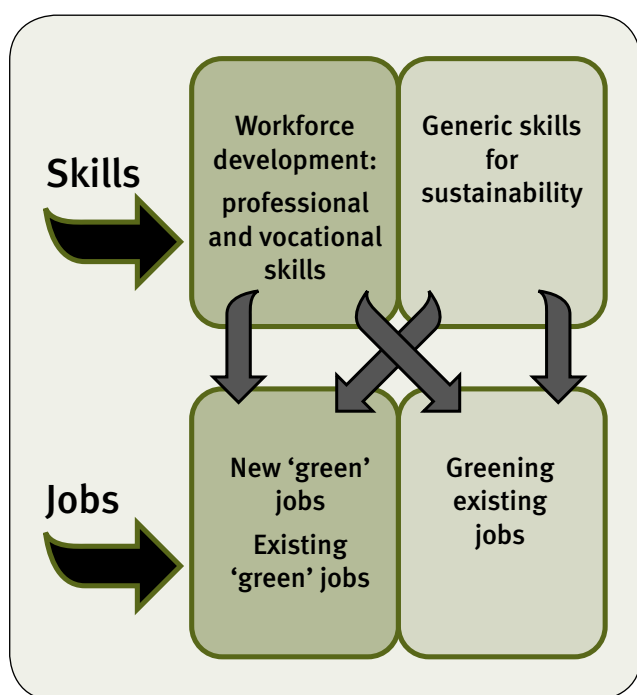 Skills
Workforce
development:
professional
and vocational
skills
Generic skills
for
sustainability
Jobs
New ‘green’
jobs
Existing
‘green’ jobs
Greening
existing
jobs